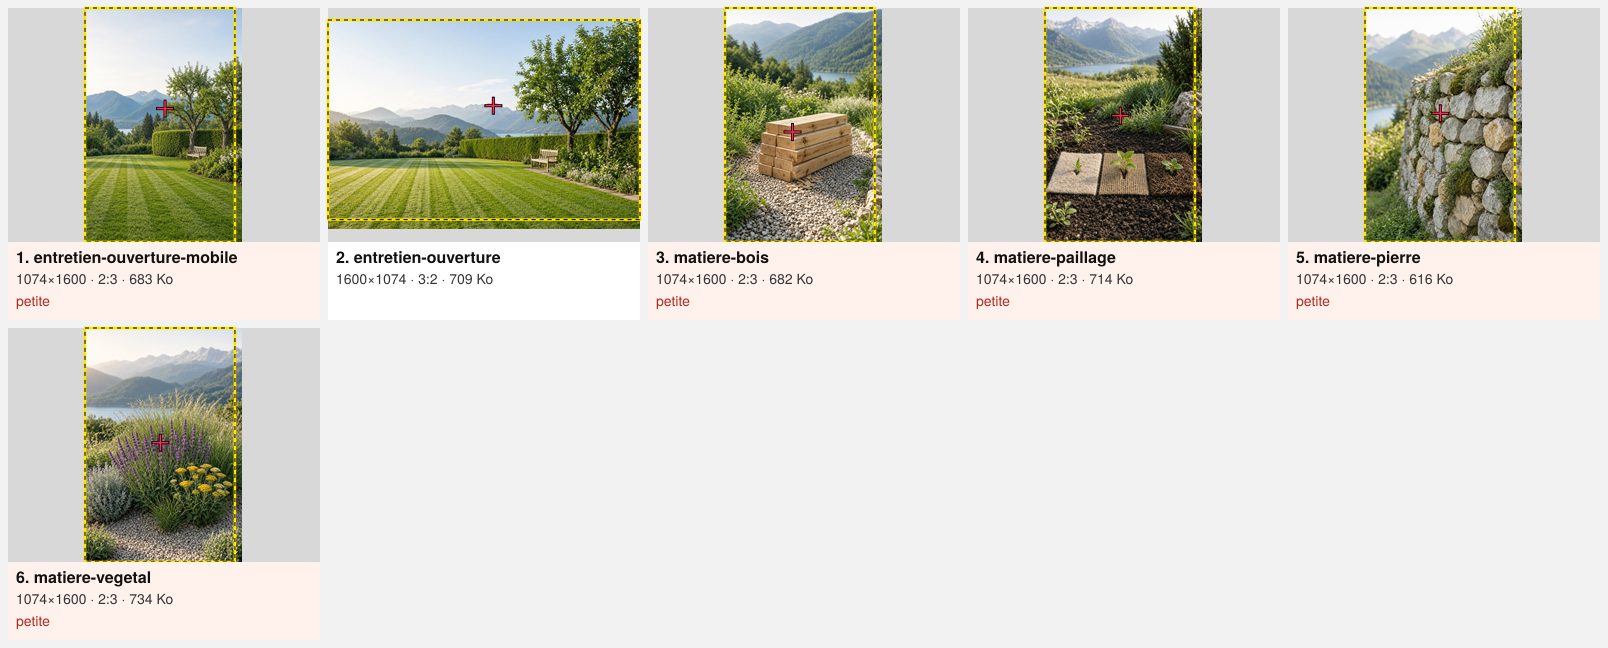 1. entretien-ouverture-mobile
1074×1600 · 2:3 · 683 Ko
petite
2. entretien-ouverture
1600×1074 · 3:2 · 709 Ko
3. matiere-bois
1074×1600 · 2:3 · 682 Ko
petite
4. matiere-paillage
1074×1600 · 2:3 · 714 Ko
petite
5. matiere-pierre
1074×1600 · 2:3 · 616 Ko
petite
6. matiere-vegetal
1074×1600 · 2:3 · 734 Ko
petite